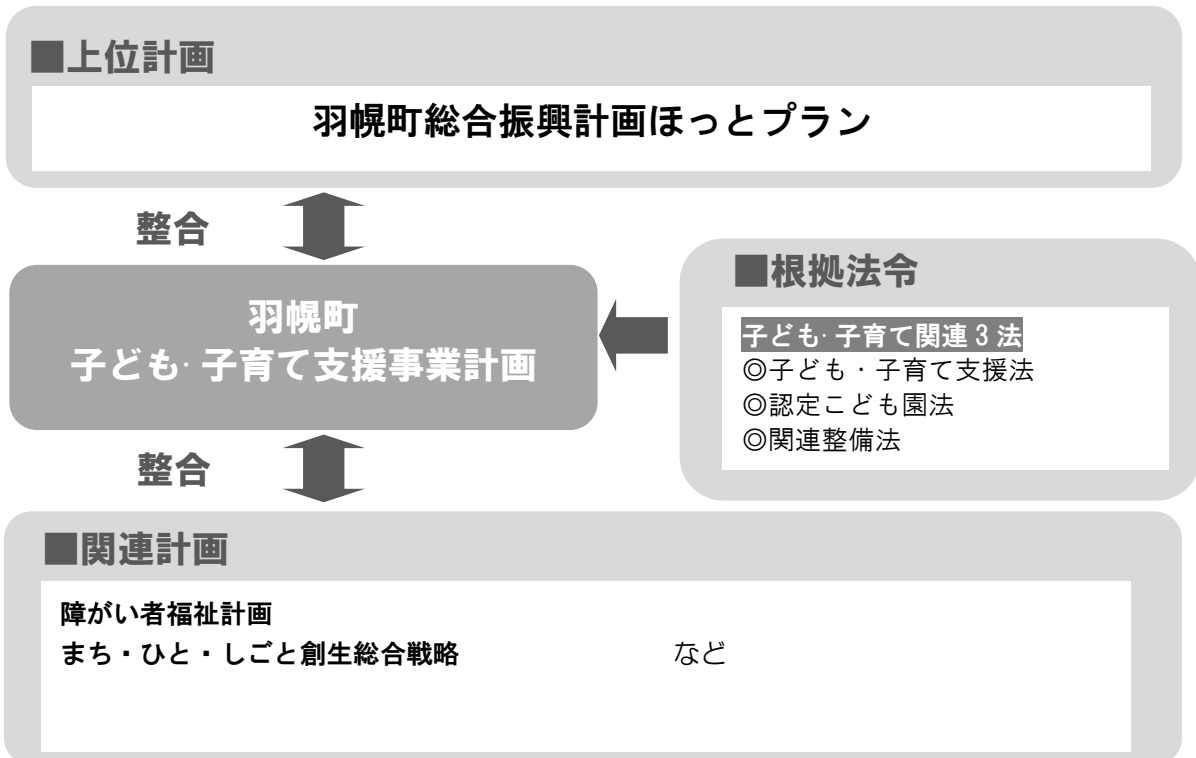 ■上位計画
羽幌町総合振興計画ほっとプラン
整合
羽幌町
子ども・子育て支援事業計画
■根拠法令
子ども・子育て関連3法
◎子ども・子育て支援法
◎認定こども園法
◎関連整備法
整合
■関連計画
障がい者福祉計画
まち・ひと・しごと創生総合戦略 など